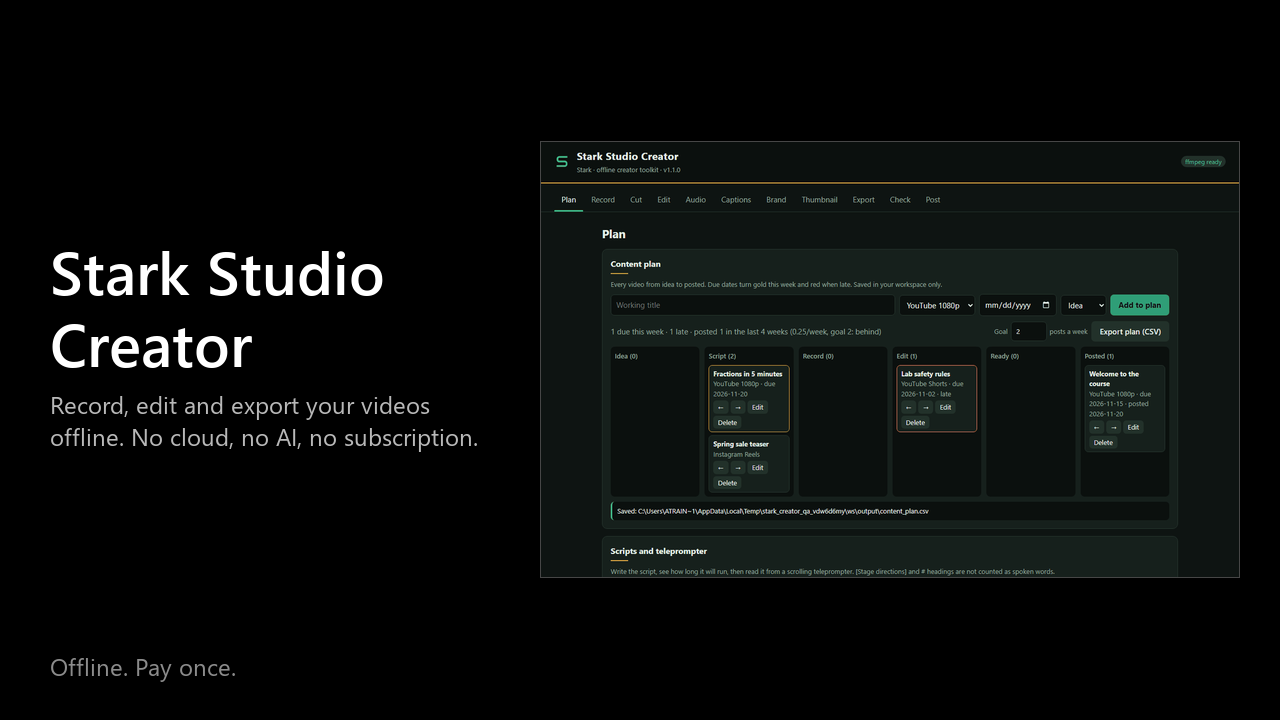 Stark Studio
Creator
Record, edit and export your videos
offline. No cloud, no AI, no subscription.
Offline. Pay once.
Stark Studio Creator
Stark · offline creator toolkit · v1.1.0
ffmpeg ready
Plan Record Cut Edit Audio Captions Brand Thumbnail Export Check Post
Plan
Content plan
Every video from idea to posted. Due dates turn gold this week and red when late. Saved in your workspace only.
Working title YouTube 1080p mm/dd/yyyy Idea Add to plan
1 due this week · 1 late · posted 1 in the last 4 weeks (0.25/week, goal 2: behind) Goal 2 posts a week Export plan (CSV)
Idea (0)
Script (2)
Fractions in 5 minutes
YouTube 1080p · due
2026-11-20
← → Edit
Delete
Spring sale teaser
Instagram Reels
← → Edit
Delete
Record (0)
Edit (1)
Lab safety rules
YouTube Shorts · due
2026-11-02 · late
← → Edit
Delete
Ready (0)
Posted (1)
Welcome to the
course
YouTube 1080p · due
2026-11-15 · posted
2026-11-20
← → Edit
Delete
Saved: C:\Users\ATRAIN~1\AppData\Local\Temp\stark_creator_qa_vdw6d6my\ws\output\content_plan.csv
Scripts and teleprompter
Write the script, see how long it will run, then read it from a scrolling teleprompter. [Stage directions] and # headings are not counted as spoken words.